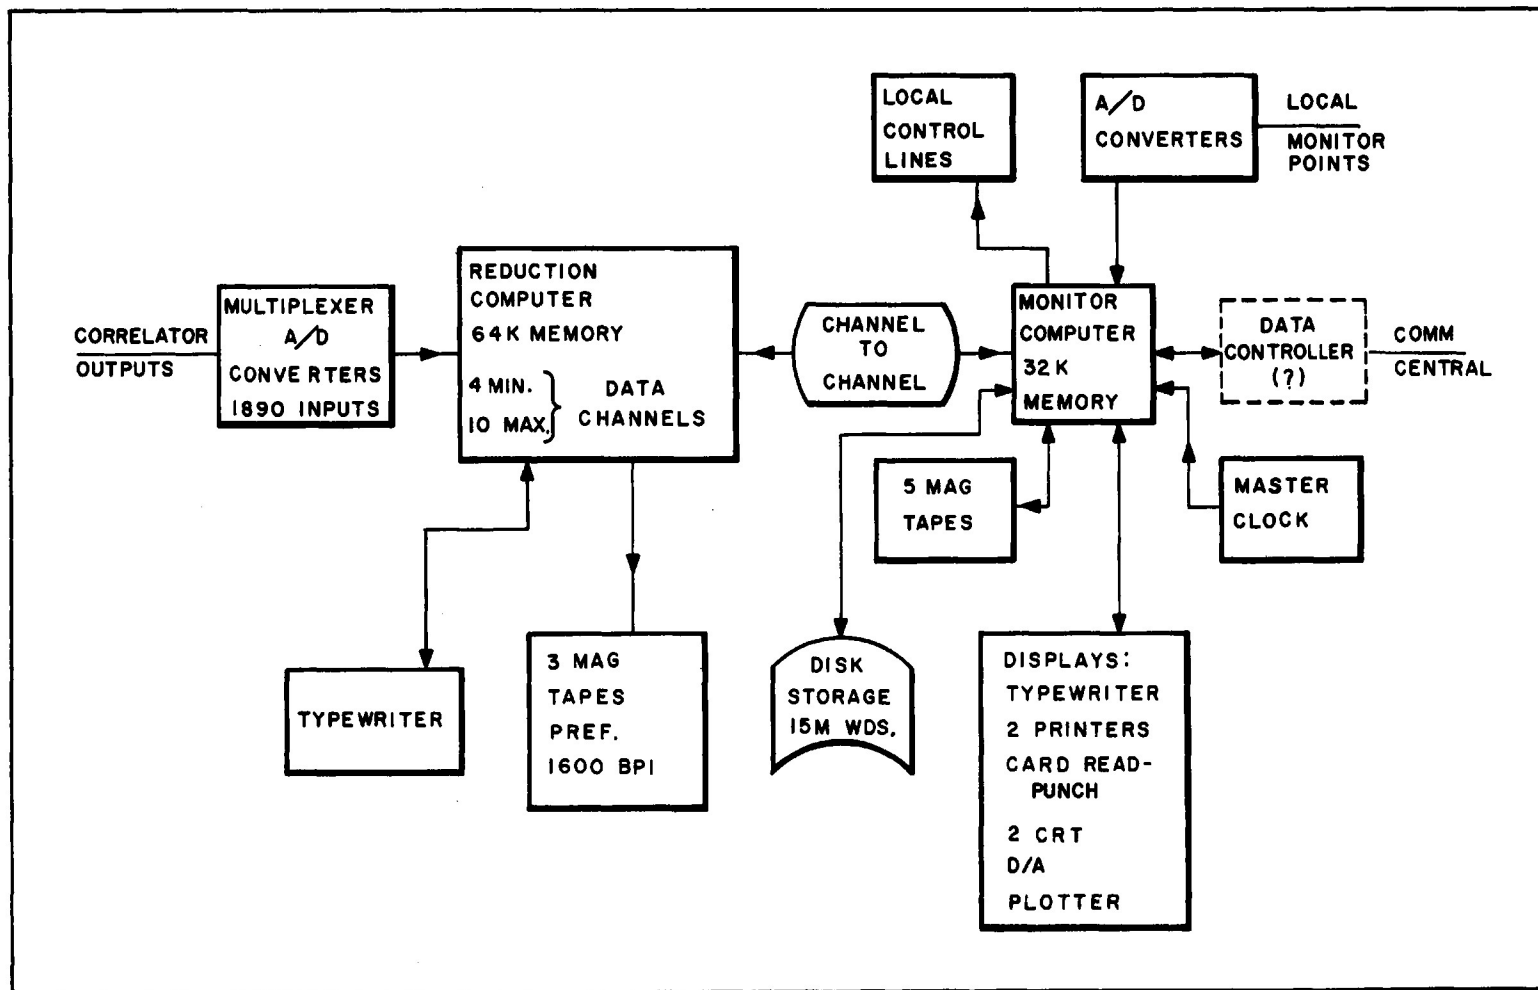 LOCAL
CONTROL
LINES
A/D
CONVERTERS
LOCAL
MONITOR
POINTS
CORRELATOR
OUTPUTS
MULTIPLEXER
A/D
CONVERTERS
1890 INPUTS
REDUCTION
COMPUTER
64K MEMORY
4 MIN.
10 MAX.
DATA
CHANNELS
CHANNEL
TO
CHANNEL
MONITOR
COMPUTER
32K
MEMORY
DATA
CONTROLLER
(?)
COMM
CENTRAL
5 MAG
TAPES
MASTER
CLOCK
TYPEWRITER
3 MAG
TAPES
PREF.
1600 BPI
DISK
STORAGE
15M WDS.
DISPLAYS:
TYPEWRITER
2 PRINTERS
CARD READ-
PUNCH
2 CRT
D/A
PLOTTER